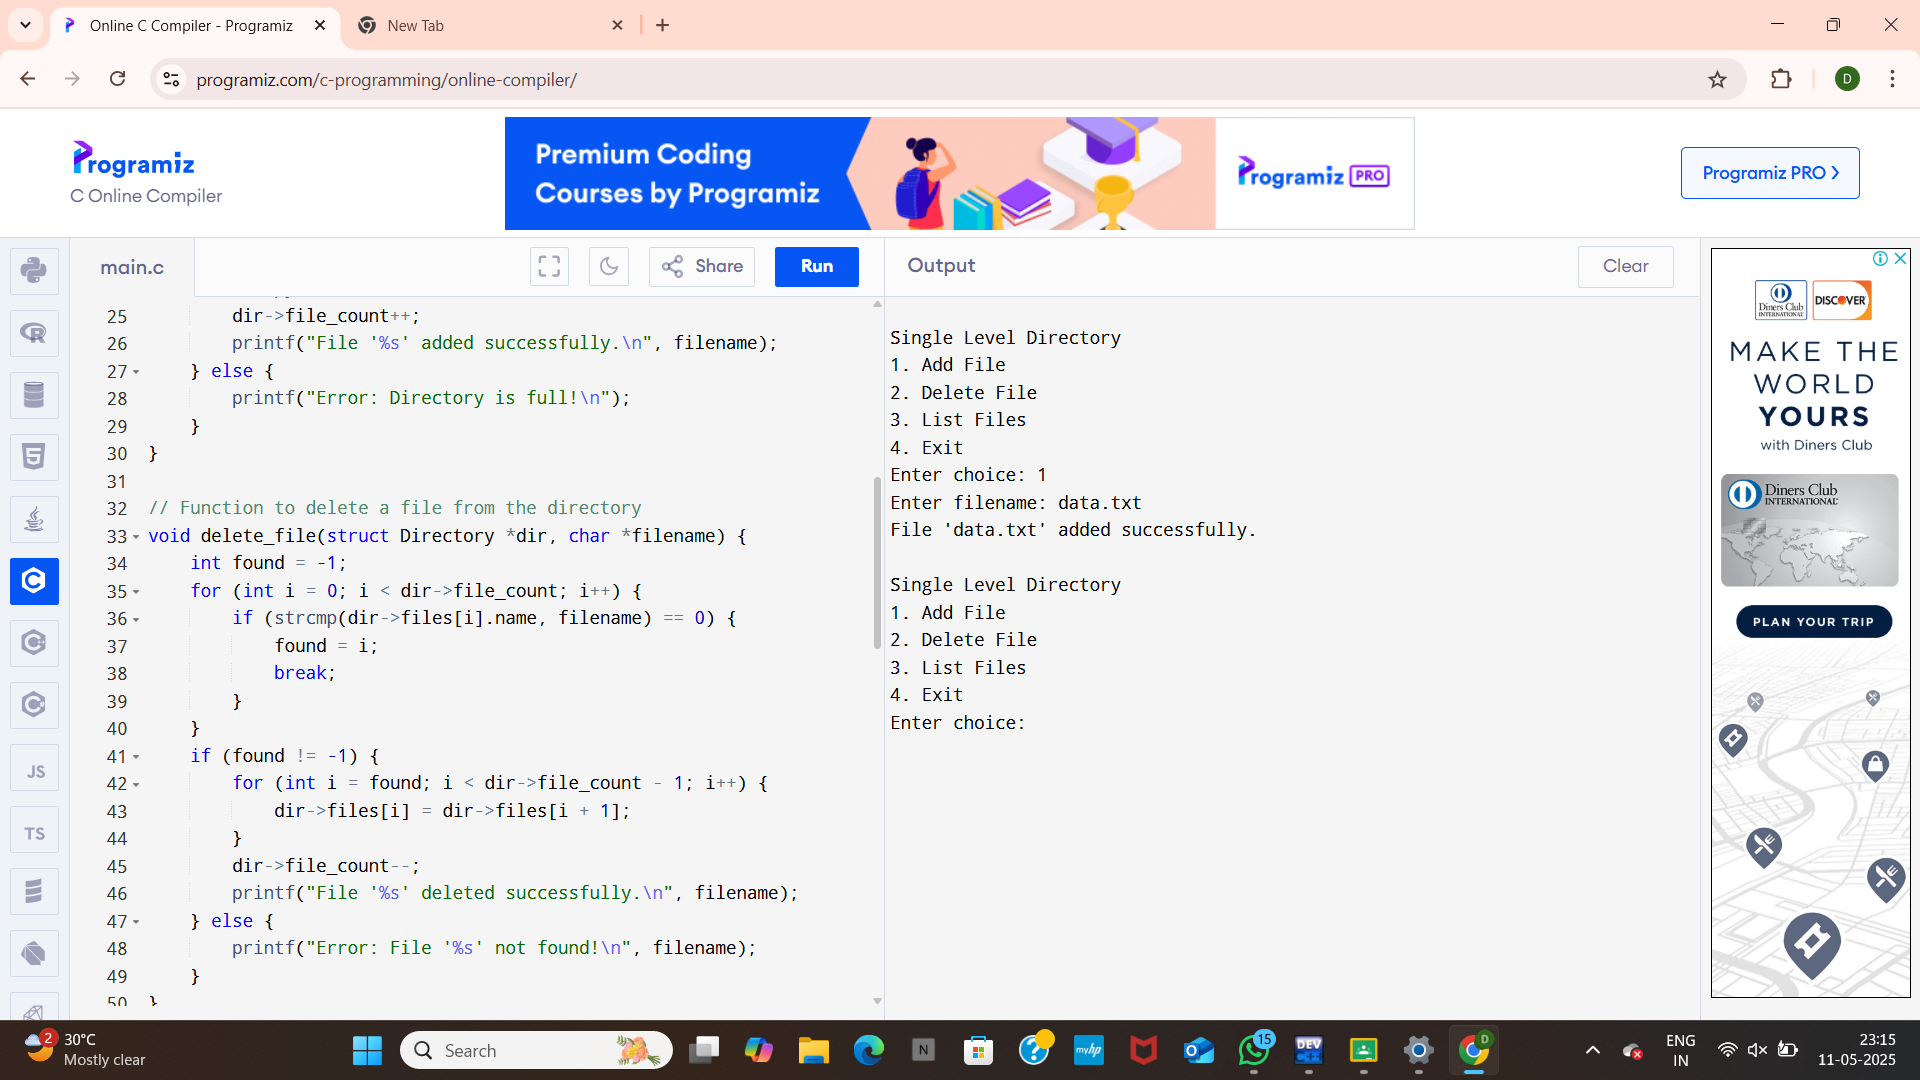 Online C Compiler - Programiz
New Tab
programiz.com/c-programming/online-compiler/
D
Programiz
C Online Compiler
Premium Coding
Courses by Programiz
Programiz PRO
Programiz PRO
main.c
Share
Run
Output
Clear
25 dir->file_count++;
26 printf("File '%s' added successfully.\n", filename);
27 } else {
28 printf("Error: Directory is full!\n");
29 }
30 }
31
32 // Function to delete a file from the directory
33 void delete_file(struct Directory *dir, char *filename) {
34 int found = -1;
35 for (int i = 0; i < dir->file_count; i++) {
36 if (strcmp(dir->files[i].name, filename) == 0) {
37 found = i;
38 break;
39 }
40 }
41 if (found != -1) {
42 for (int i = found; i < dir->file_count - 1; i++) {
43 dir->files[i] = dir->files[i + 1];
44 }
45 dir->file_count--;
46 printf("File '%s' deleted successfully.\n", filename);
47 } else {
48 printf("Error: File '%s' not found!\n", filename);
49 }
50 }
Single Level Directory
1. Add File
2. Delete File
3. List Files
4. Exit
Enter choice: 1
Enter filename: data.txt
File 'data.txt' added successfully.
Single Level Directory
1. Add File
2. Delete File
3. List Files
4. Exit
Enter choice:
JS
TS
Diners Club
INTERNATIONAL
DISCOVER
MAKE THE
WORLD
YOURS
with Diners Club
Diners Club
INTERNATIONAL
PLAN YOUR TRIP
2
30°C
Mostly clear
Search
N
myhp
15
DEV
D
ENG
IN
23:15
11-05-2025